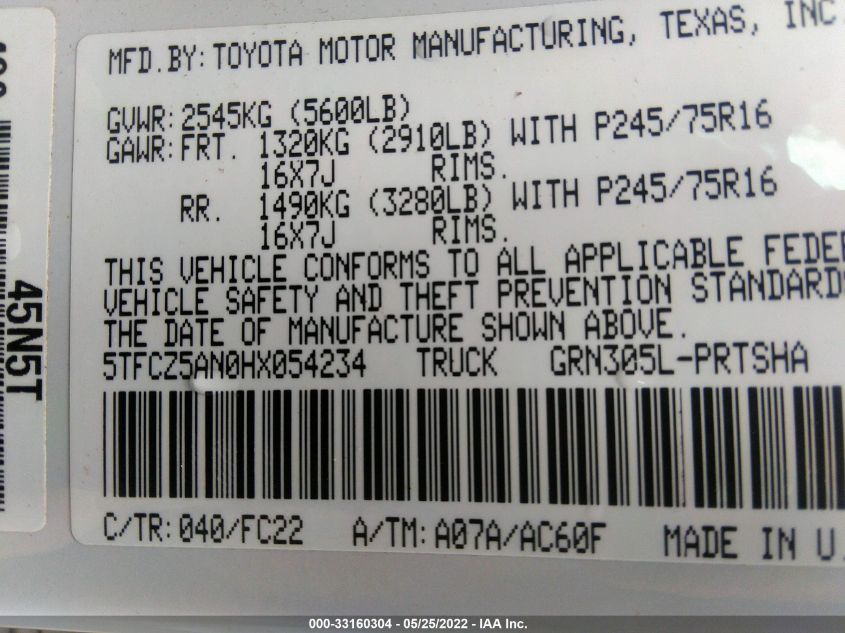 MFD.BY: TOYOTA MOTOR MANUFACTURING, TEXAS, INC.
GVWR: 2545KG (5600LB)
GAWR: FRT. 1320KG (2910LB) WITH P245/75R16
16X7J RIMS.
RR. 1490KG (3280LB) WITH P245/75R16
16X7J RIMS.
THIS VEHICLE CONFORMS TO ALL APPLICABLE FEDER
VEHICLE SAFETY AND THEFT PREVENTION STANDARDS
THE DATE OF MANUFACTURE SHOWN ABOVE.
5TFCZ5AN0HX054234 TRUCK GRN305L-PRTSHA
C/TR: 040/FC22 A/TM: A07A/AC60F MADE IN U.
45N5T
000-33160304 - 05/25/2022 - IAA Inc.